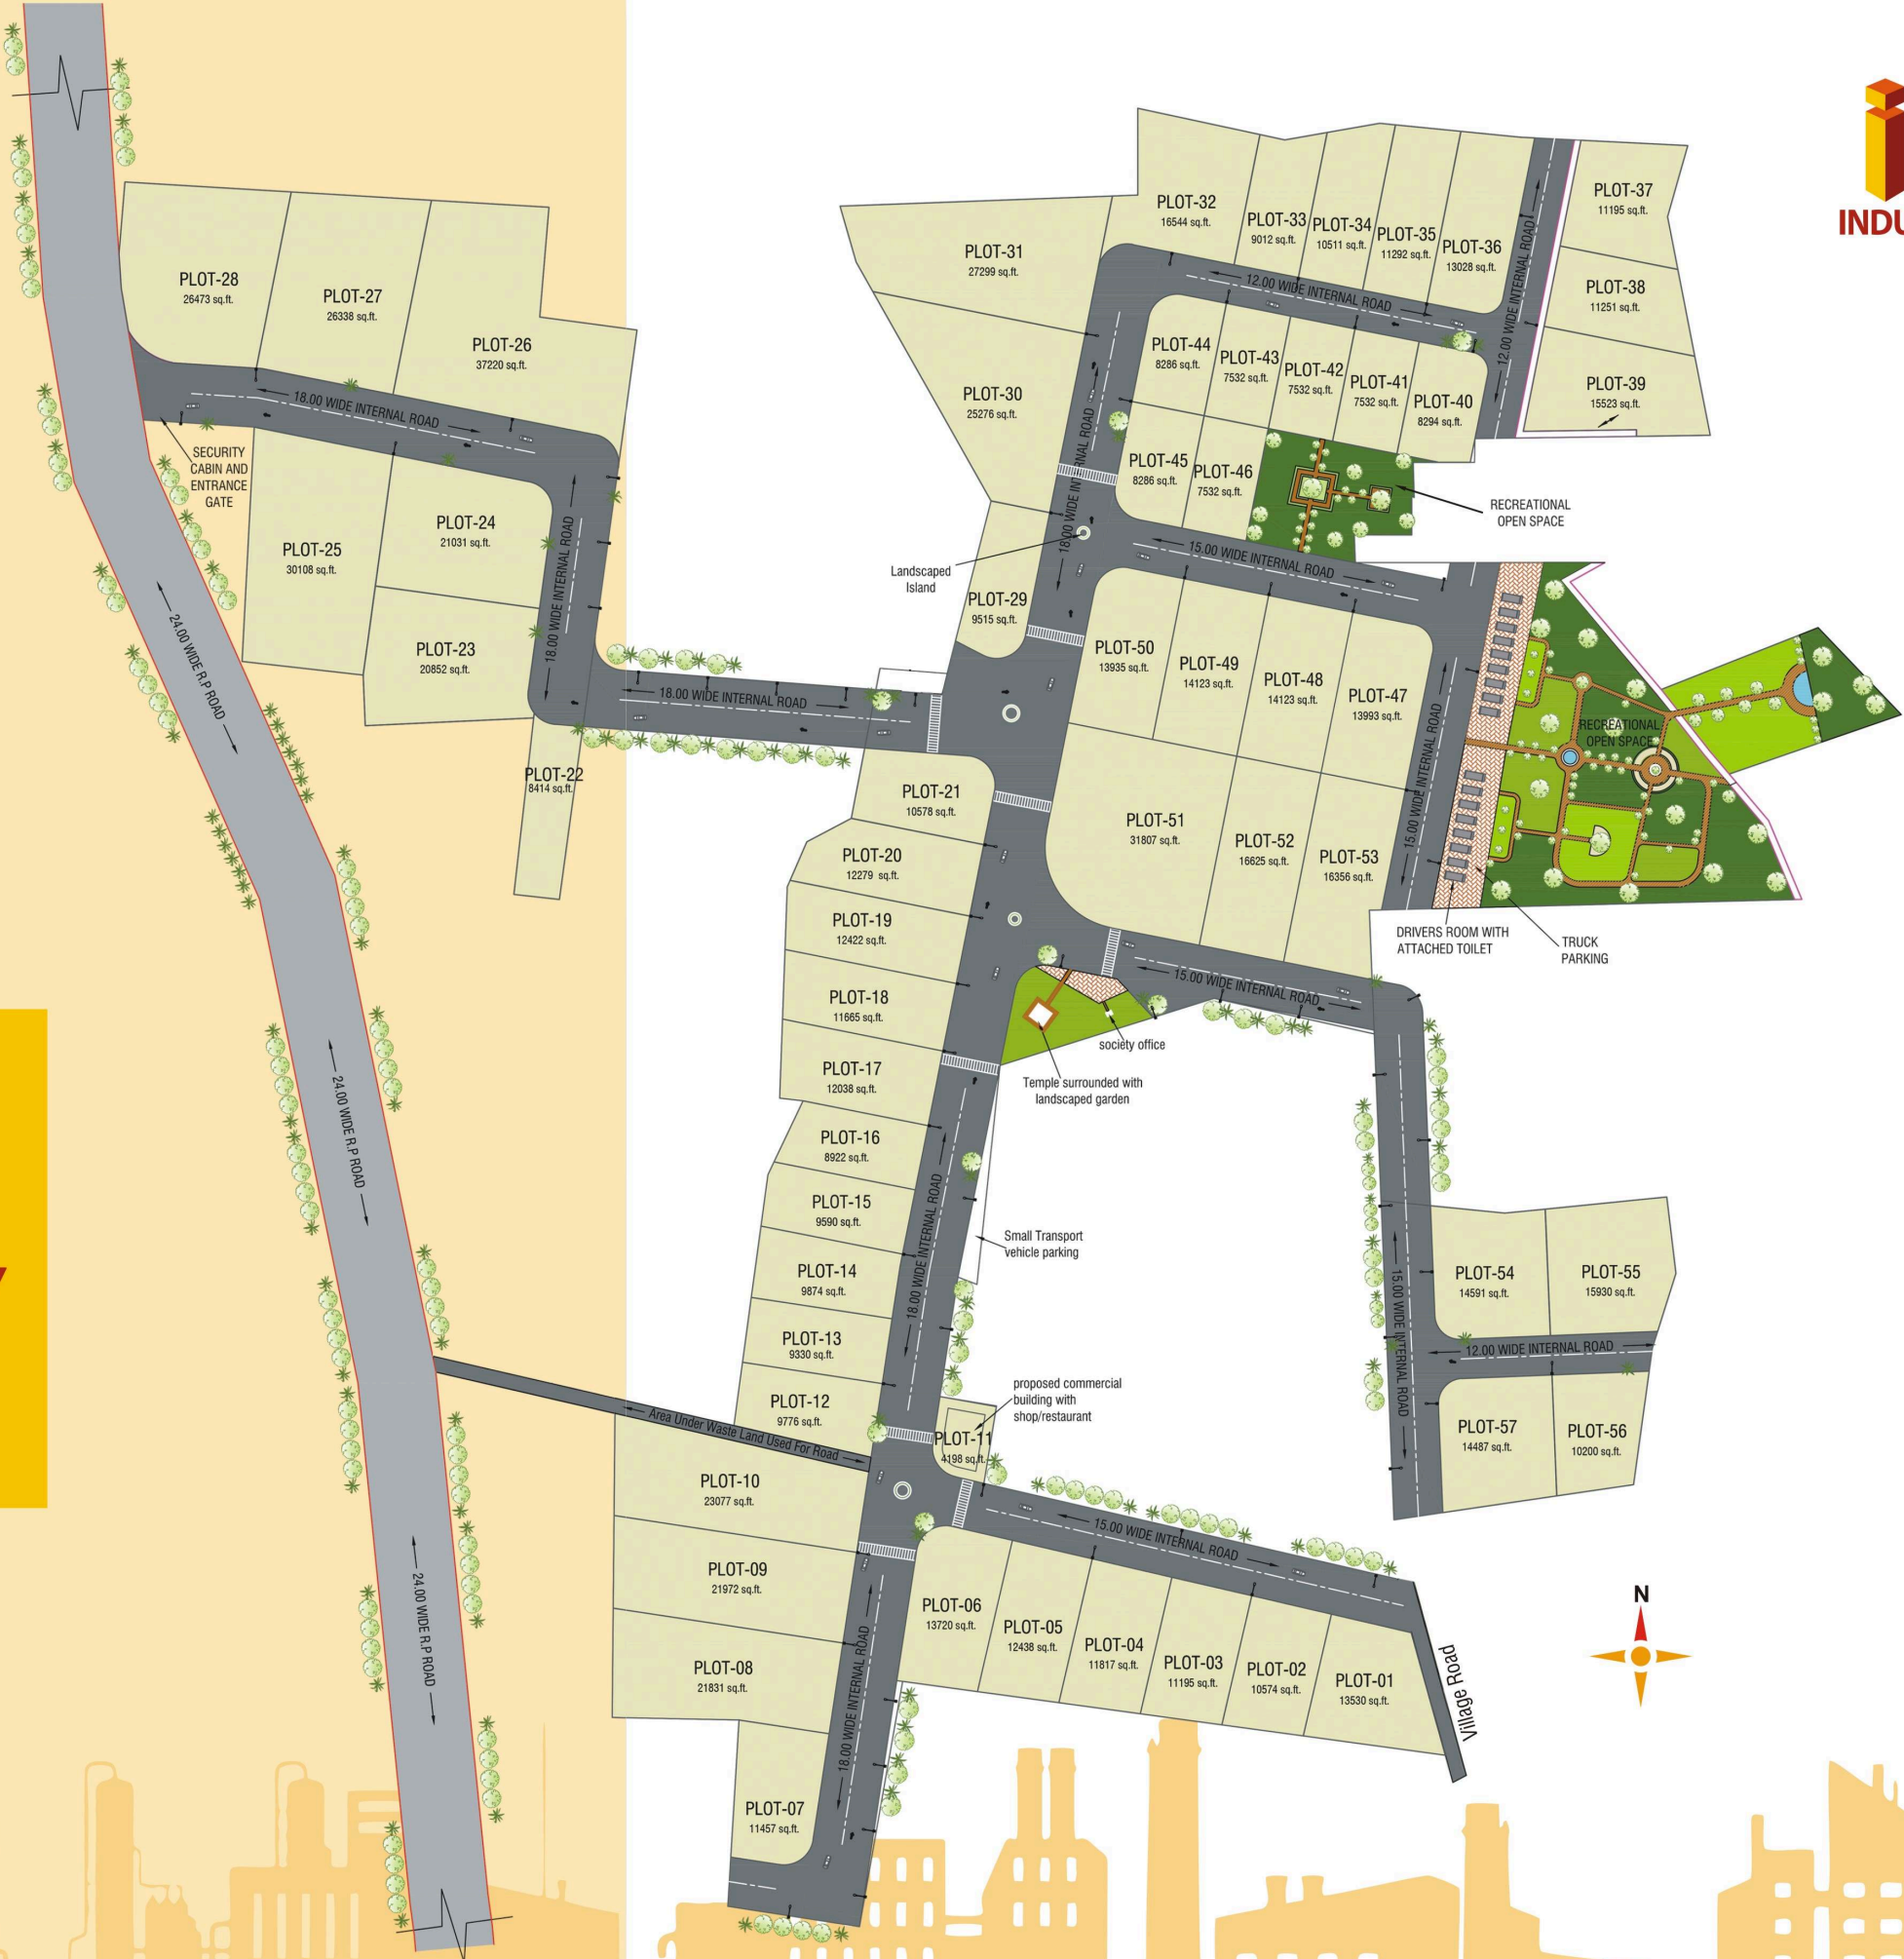 INDU
PLOT-28
26473 sq.ft.
PLOT-27
26338 sq.ft.
PLOT-26
37220 sq.ft.
18.00 WIDE INTERNAL ROAD
SECURITY
CABIN AND
ENTRANCE
GATE
PLOT-25
30108 sq.ft.
PLOT-24
21031 sq.ft.
PLOT-23
20852 sq.ft.
18.00 WIDE INTERNAL ROAD
18.00 WIDE INTERNAL ROAD
PLOT-22
8414 sq.ft.
24.00 WIDE R.P ROAD
24.00 WIDE R.P ROAD
24.00 WIDE R.P ROAD
PLOT-31
27299 sq.ft.
PLOT-30
25276 sq.ft.
PLOT-29
9515 sq.ft.
Landscaped
Island
PLOT-32
16544 sq.ft.
PLOT-33
9012 sq.ft.
PLOT-34
10511 sq.ft.
PLOT-35
11292 sq.ft.
PLOT-36
13028 sq.ft.
PLOT-37
11195 sq.ft.
PLOT-38
11251 sq.ft.
PLOT-39
15523 sq.ft.
12.00 WIDE INTERNAL ROAD
12.00 WIDE INTERNAL ROAD
18.00 WIDE INTERNAL ROAD
PLOT-44
8286 sq.ft.
PLOT-43
7532 sq.ft.
PLOT-42
7532 sq.ft.
PLOT-41
7532 sq.ft.
PLOT-40
8294 sq.ft.
PLOT-45
8286 sq.ft.
PLOT-46
7532 sq.ft.
RECREATIONAL
OPEN SPACE
15.00 WIDE INTERNAL ROAD
PLOT-50
13935 sq.ft.
PLOT-49
14123 sq.ft.
PLOT-48
14123 sq.ft.
PLOT-47
13993 sq.ft.
PLOT-51
31807 sq.ft.
PLOT-52
16625 sq.ft.
PLOT-53
16356 sq.ft.
15.00 WIDE INTERNAL ROAD
15.00 WIDE INTERNAL ROAD
RECREATIONAL
OPEN SPACE
DRIVERS ROOM WITH
ATTACHED TOILET
TRUCK
PARKING
PLOT-21
10578 sq.ft.
PLOT-20
12279 sq.ft.
PLOT-19
12422 sq.ft.
PLOT-18
11665 sq.ft.
PLOT-17
12038 sq.ft.
PLOT-16
8922 sq.ft.
PLOT-15
9590 sq.ft.
PLOT-14
9874 sq.ft.
PLOT-13
9330 sq.ft.
PLOT-12
9776 sq.ft.
15.00 WIDE INTERNAL ROAD
society office
Temple surrounded with
landscaped garden
18.00 WIDE INTERNAL ROAD
Small Transport
vehicle parking
proposed commercial
building with
shop/restaurant
PLOT-11
4198 sq.ft.
15.00 WIDE INTERNAL ROAD
PLOT-54
14591 sq.ft.
PLOT-55
15930 sq.ft.
12.00 WIDE INTERNAL ROAD
PLOT-57
14487 sq.ft.
PLOT-56
10200 sq.ft.
Area Under Waste Land Used For Road
PLOT-10
23077 sq.ft.
PLOT-09
21972 sq.ft.
PLOT-08
21831 sq.ft.
PLOT-07
11457 sq.ft.
18.00 WIDE INTERNAL ROAD
15.00 WIDE INTERNAL ROAD
PLOT-06
13720 sq.ft.
PLOT-05
12438 sq.ft.
PLOT-04
11817 sq.ft.
PLOT-03
11195 sq.ft.
PLOT-02
10574 sq.ft.
PLOT-01
13530 sq.ft.
Village Road
N